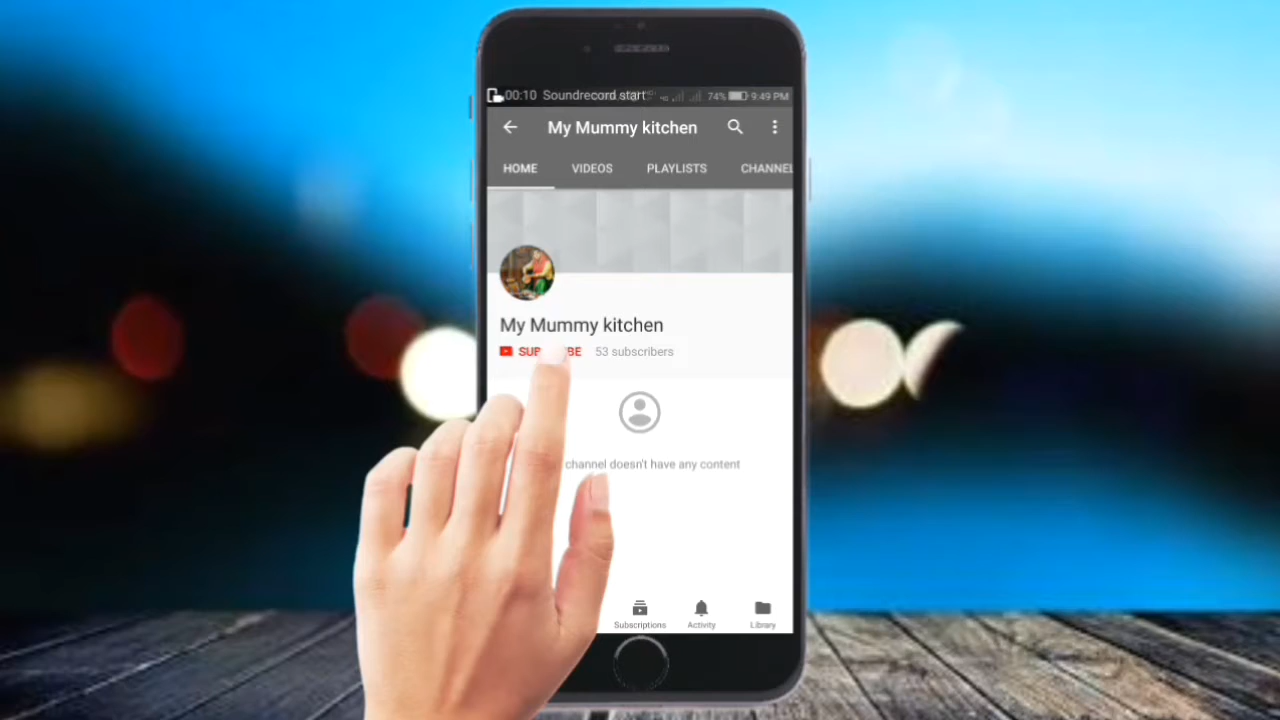 00:10 Soundrecord start 74% 9:49 PM
My Mummy kitchen
HOME VIDEOS PLAYLISTS CHANNEL
My Mummy kitchen
53 subscribers
channel doesn't have any content
Subscriptions Activity Library